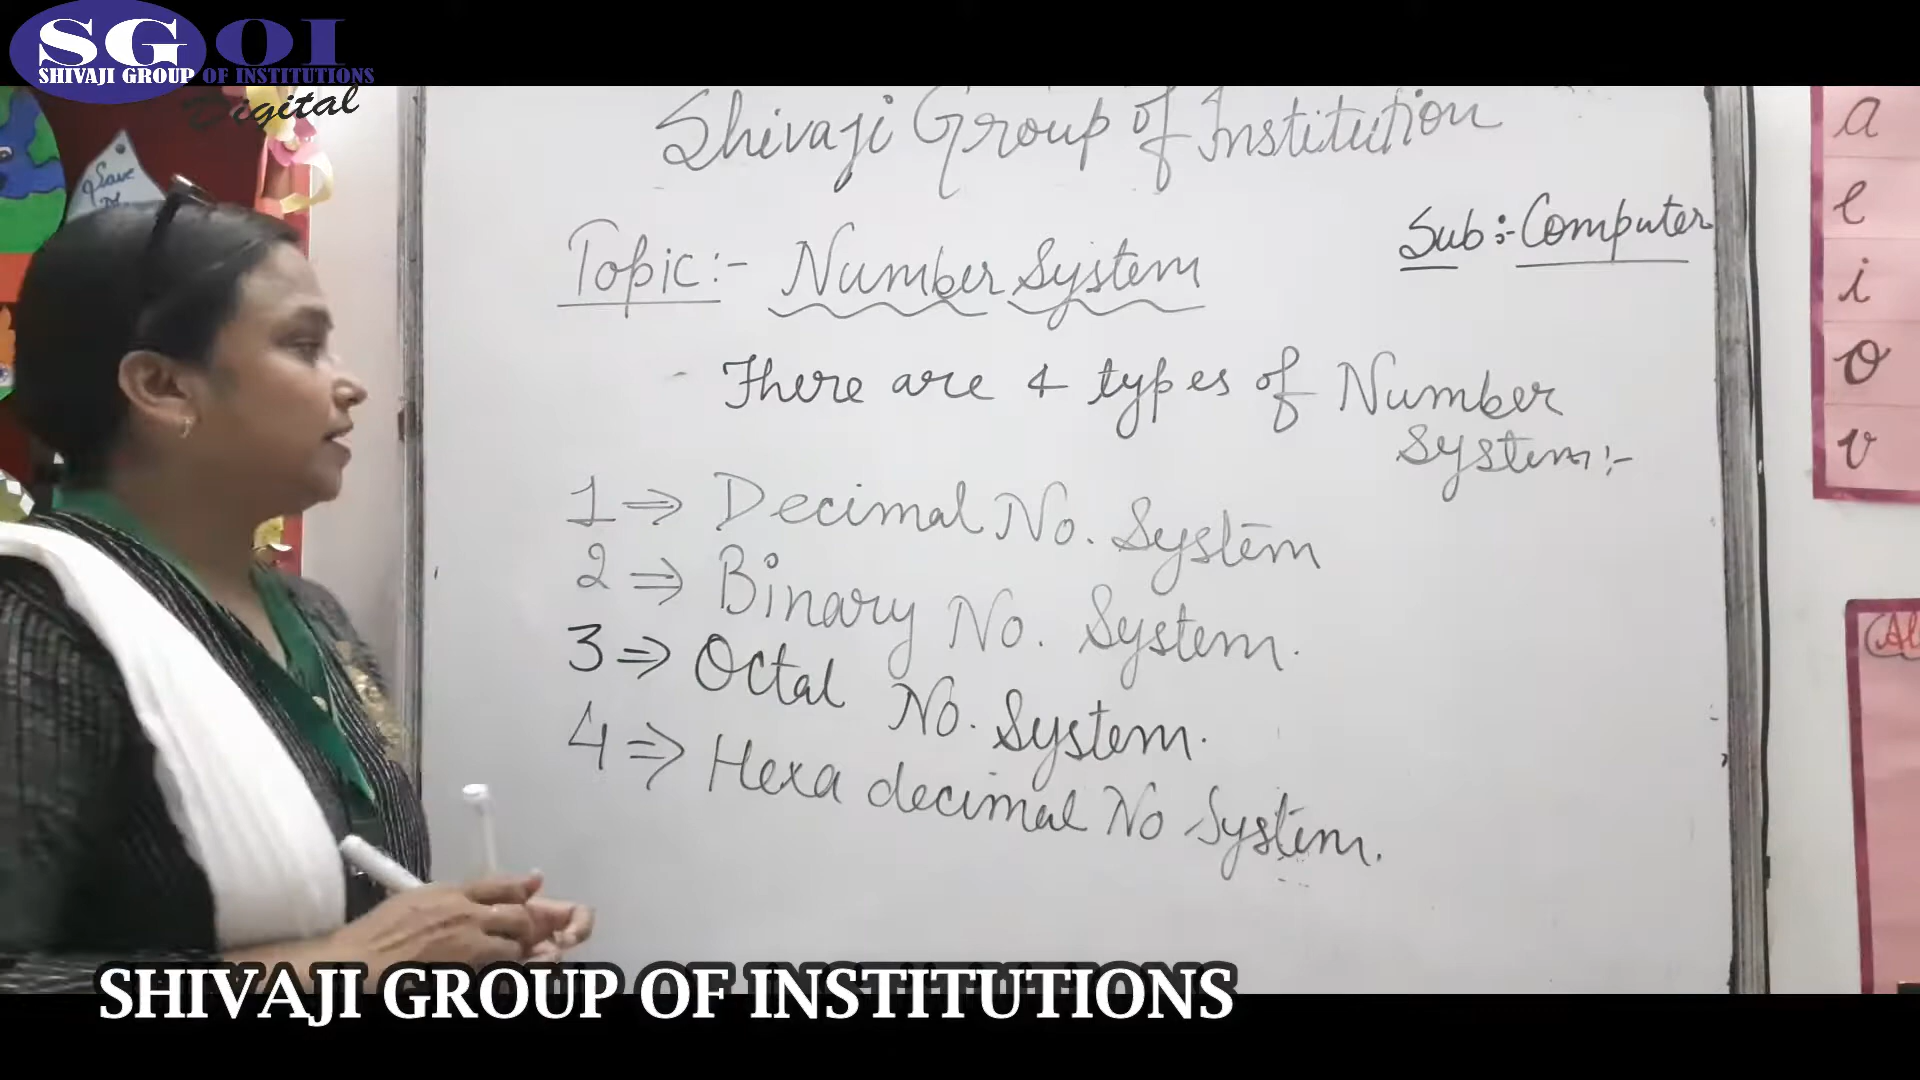 SGOI
SHIVAJI GROUP OF INSTITUTIONS
Digital
Save
Shivaji Group of Institution
Sub:- Computer
Topic:- Number System
There are 4 types of Number
System:-
1 ⇒ Decimal No. System
2 ⇒ Binary No. System.
3 ⇒ Octal No. System.
4 ⇒ Hexa decimal No System.
a
e
i
o
SHIVAJI GROUP OF INSTITUTIONS